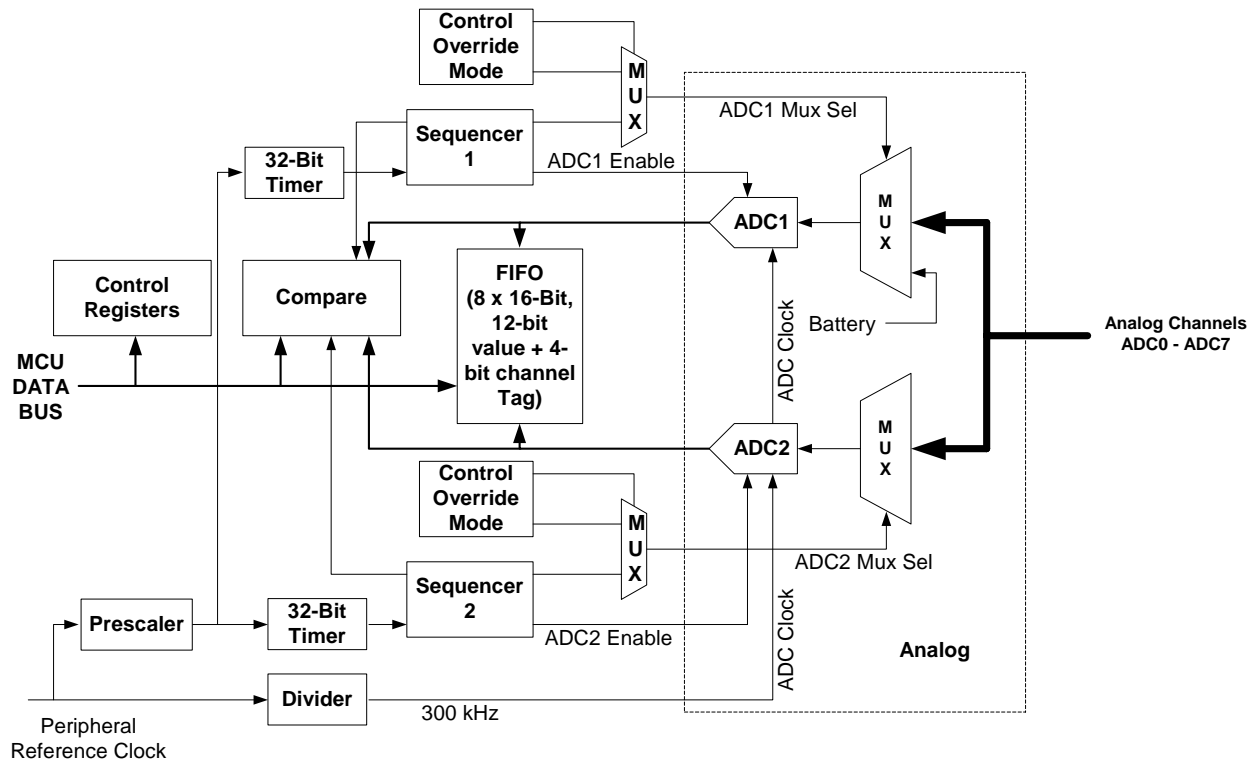 Control
Override
Mode
M
U
X
ADC1 Mux Sel
Sequencer
1
ADC1 Enable
32-Bit
Timer
M
U
X
ADC1
Control
Registers
Compare
FIFO
(8 x 16-Bit,
12-bit
value + 4-
bit channel
Tag)
ADC Clock
Battery
Analog Channels
ADC0 - ADC7
MCU
DATA
BUS
M
U
X
ADC2
Control
Override
Mode
M
U
X
ADC2 Mux Sel
Sequencer
2
ADC2 Enable
32-Bit
Timer
Prescaler
ADC Clock
Analog
Divider
300 kHz
Peripheral
Reference Clock